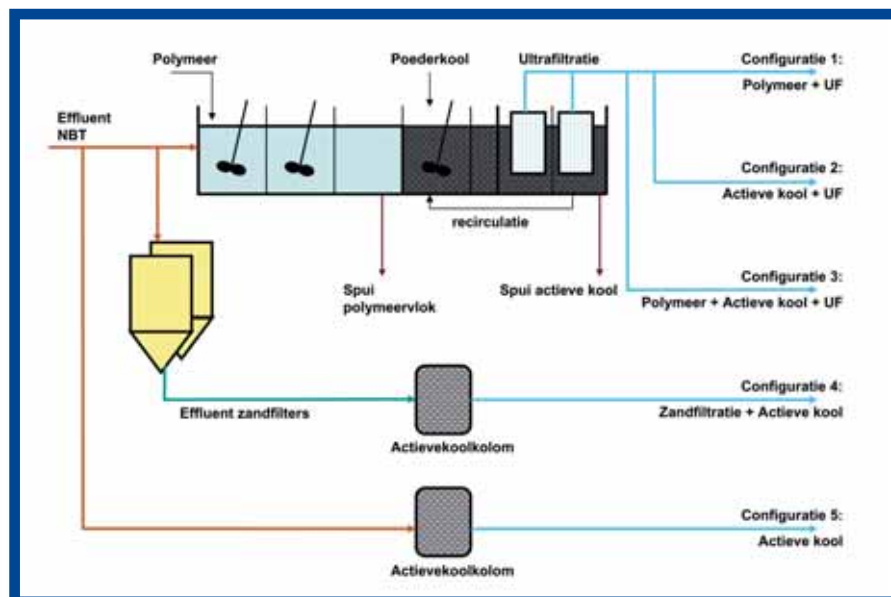 Polymeer
Poederkool
Ultrafiltratie
Configuratie 1:
Polymeer + UF
Effluent
NBT
Configuratie 2:
Actieve kool + UF
recirculatie
Configuratie 3:
Polymeer + Actieve kool + UF
Spui
polymeervlok
Spui actieve kool
Configuratie 4:
Zandfiltratie + Actieve kool
Effluent zandfilters
Actievekoolkolom
Configuratie 5:
Actieve kool
Actievekoolkolom